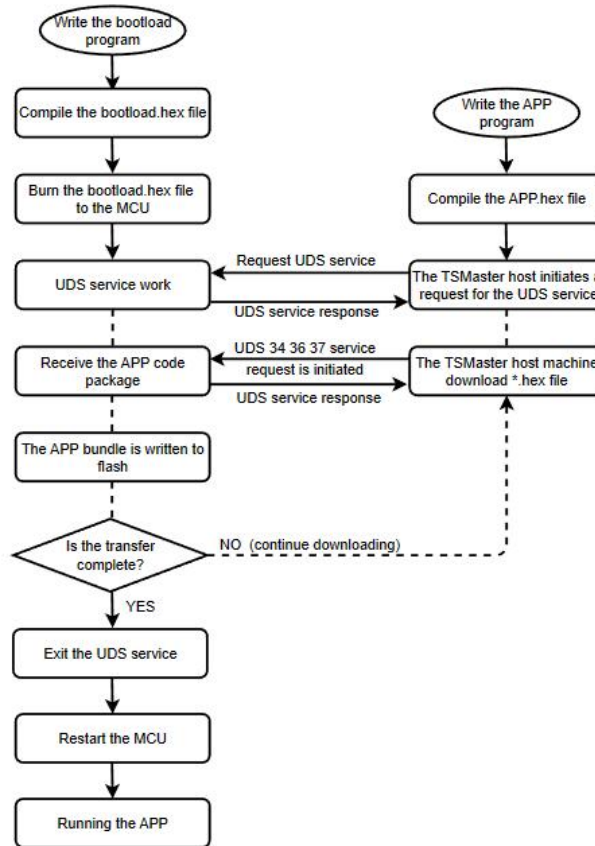 Write the bootload
program
Compile the bootload.hex file
Write the APP
program
Burn the bootload.hex file
to the MCU
Compile the APP.hex file
Request UDS service
UDS service work
The TSMaster host initiates a
request for the UDS service
UDS service response
UDS 34 36 37 service
Receive the APP code
package
request is initiated
The TSMaster host machine
download *.hex file
UDS service response
The APP bundle is written to
flash
Is the transfer
complete?
NO (continue downloading)
YES
Exit the UDS service
Restart the MCU
Running the APP